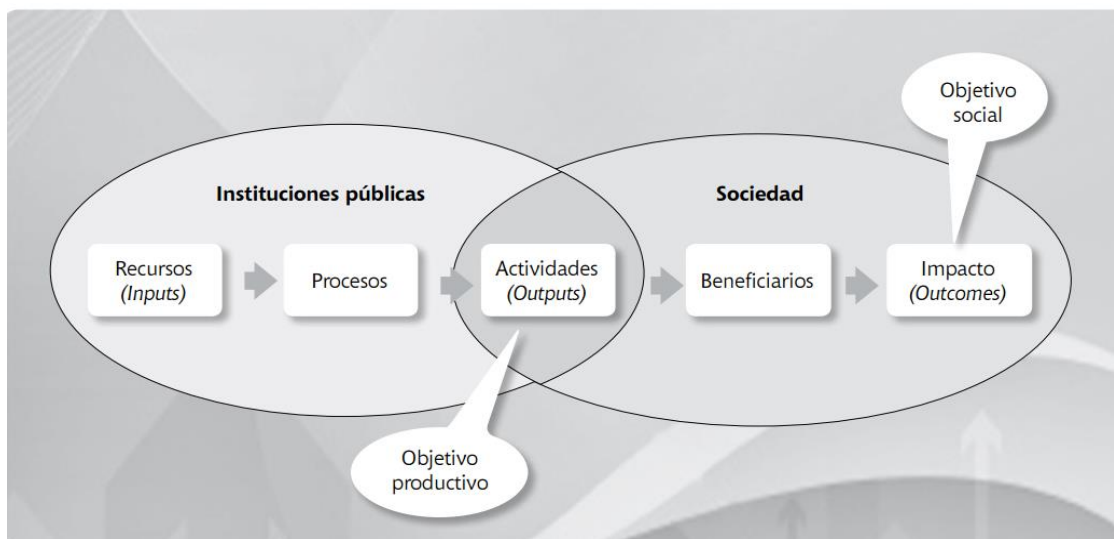 Objetivo
social
Instituciones públicas
Sociedad
Recursos
(Inputs)
Procesos
Actividades
(Outputs)
Beneficiarios
Impacto
(Outcomes)
Objetivo
productivo